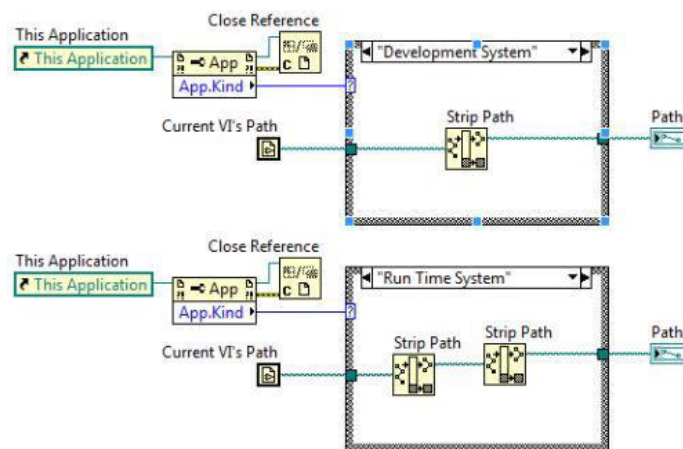 Close Reference
This Application
This Application
App
App.Kind
C
"Development System"
?
Strip Path
Path
Current VI's Path
Close Reference
This Application
This Application
App
App.Kind
C
"Run Time System"
?
Strip Path
Strip Path
Path
Current VI's Path